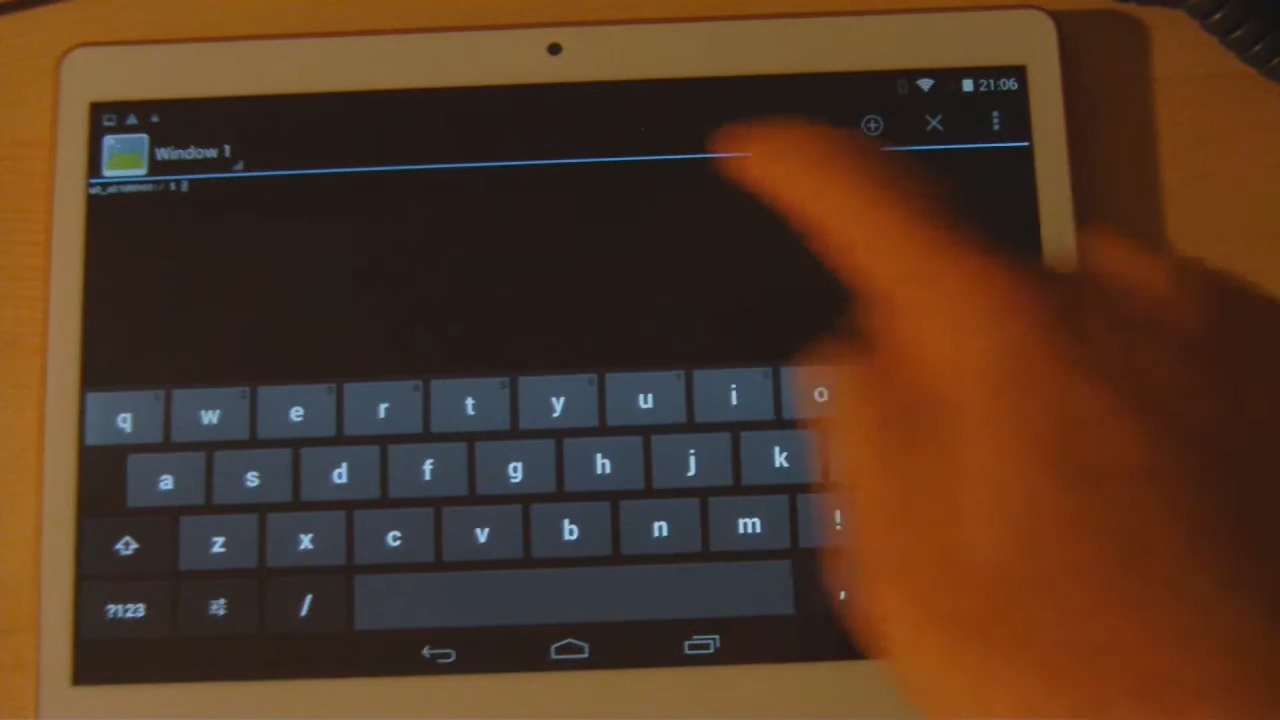 21:06
Window 1
q w e r t y u i o
a s d f g h j k
z x c v b n m !
?123 / ,